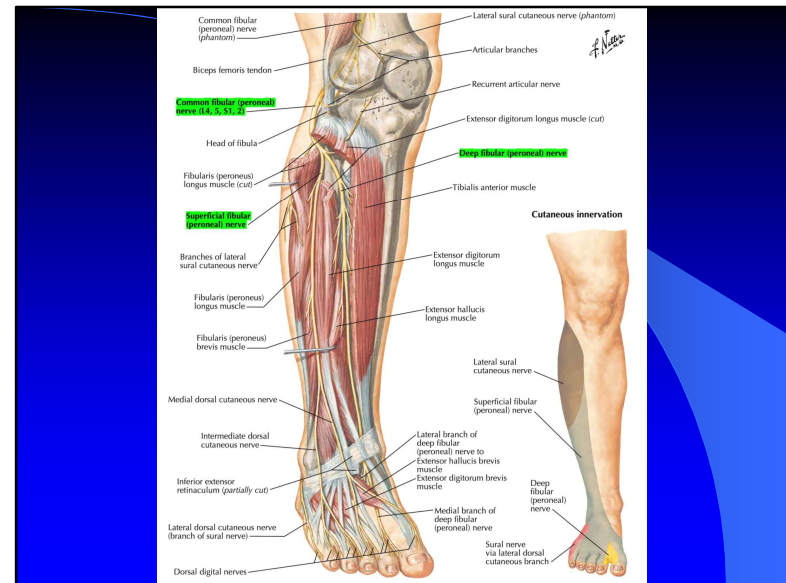 Common fibular
(peroneal) nerve
(phantom)
Biceps femoris tendon
Common fibular (peroneal)
nerve (L4, 5, S1, 2)
Head of fibula
Fibularis (peroneus)
longus muscle (cut)
Superficial fibular
(peroneal) nerve
Branches of lateral
sural cutaneous nerve
Fibularis (peroneus)
longus muscle
Fibularis (peroneus)
brevis muscle
Medial dorsal cutaneous nerve
Intermediate dorsal
cutaneous nerve
Inferior extensor
retinaculum (partially cut)
Lateral dorsal cutaneous nerve
(branch of sural nerve)
Dorsal digital nerves
Lateral sural cutaneous nerve (phantom)
Articular branches
Recurrent articular nerve
Extensor digitorum longus muscle (cut)
Deep fibular (peroneal) nerve
Tibialis anterior muscle
Extensor digitorum
longus muscle
Extensor hallucis
longus muscle
Lateral branch of
deep fibular
(peroneal) nerve to
Extensor hallucis brevis
muscle
Extensor digitorum brevis
muscle
Medial branch of
deep fibular
(peroneal) nerve
F. Netter
Cutaneous innervation
Lateral sural
cutaneous nerve
Superficial fibular
(peroneal) nerve
Deep
fibular
(peroneal)
nerve
Sural nerve
via lateral dorsal
cutaneous branch